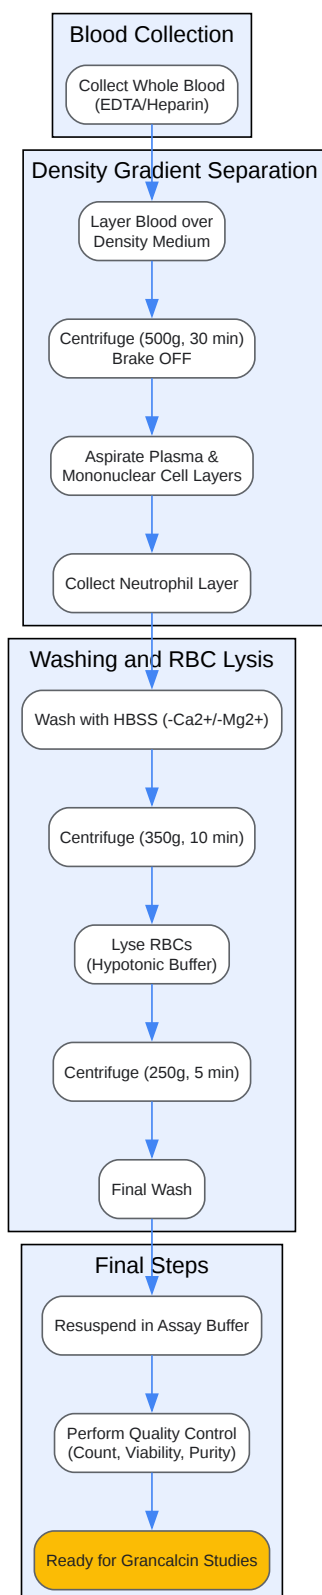 Blood Collection
Collect Whole Blood
(EDTA/Heparin)
Density Gradient Separation
Layer Blood over
Density Medium
Centrifuge (500g, 30 min)
Brake OFF
Aspirate Plasma &
Mononuclear Cell Layers
Collect Neutrophil Layer
Washing and RBC Lysis
Wash with HBSS (-Ca2+/-Mg2+)
Centrifuge (350g, 10 min)
Lyse RBCs
(Hypotonic Buffer)
Centrifuge (250g, 5 min)
Final Wash
Final Steps
Resuspend in Assay Buffer
Perform Quality Control
(Count, Viability, Purity)
Ready for Grancalcin Studies